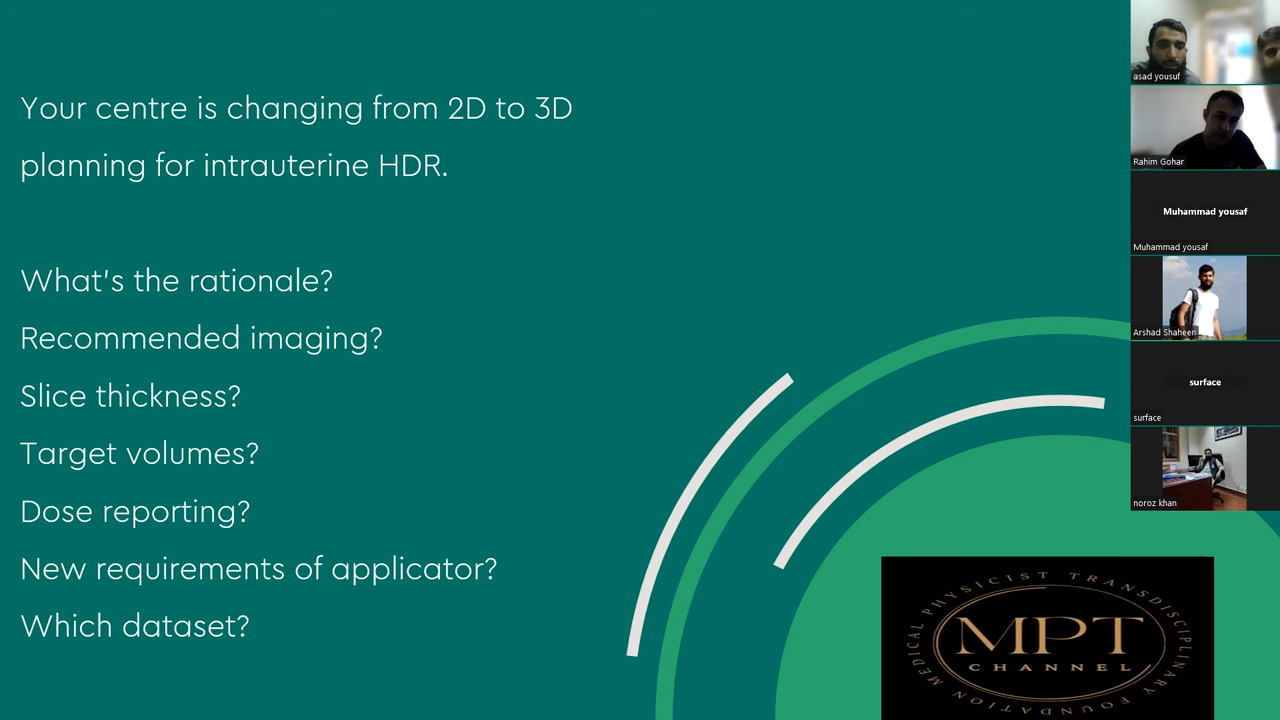 Your centre is changing from 2D to 3D
planning for intrauterine HDR.
What's the rationale?
Recommended imaging?
Slice thickness?
Target volumes?
Dose reporting?
New requirements of applicator?
Which dataset?
asad yousuf
Rahim Gohar
Muhammad yousaf
Muhammad yousaf
Arshad Shaheen
surface
surface
noroz khan
MEDICAL PHYSICIST TRANSDISCIPLINARY FOUNDATION
MPT
CHANNEL